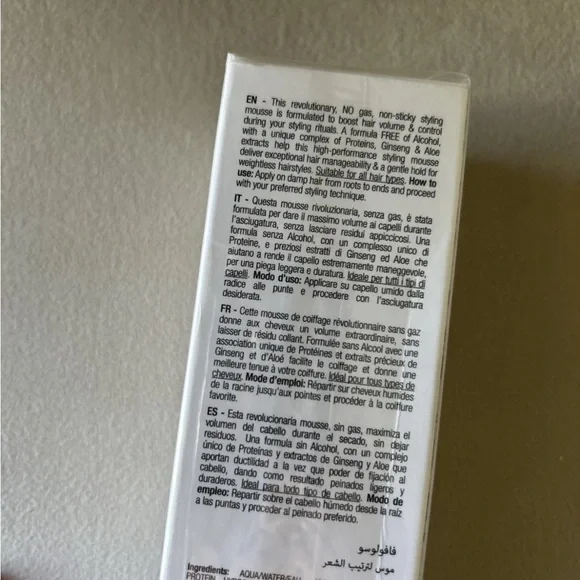 EN - This revolutionary, NO gas, non-sticky styling
mousse is formulated to boost hair volume & control
during your styling rituals. A formula FREE of Alcohol,
with a unique complex of Proteins, Ginseng & Aloe
extracts help this high-performance styling mousse
deliver exceptional hair manageability & a gentle hold for
weightless hairstyles. Suitable for all hair types. How to
use: Apply on damp hair from roots to ends and proceed
with your preferred styling technique.
IT - Questa mousse rivoluzionaria, senza gas, è stata
formulata per dare il massimo volume ai capelli durante
l'asciugatura, senza lasciare residui appiccicosi. Una
formula senza Alcohol, con un complesso unico di
Proteine, e preziosi estratti di Ginseng ed Aloe che
aiutano a rende il capello estremamente maneggevole,
per una piega leggera e duratura. Ideale per tutti i tipi di
capelli. Modo d'uso: Applicare su capello umido dalla
radice alle punte e procedere con l'asciugatura
desiderata.
FR - Cette mousse de coiffage révolutionnaire sans gaz
donne aux cheveux un volume extraordinaire, sans
laisser de résidu collant. Formulée sans Alcool avec une
association unique de Protéines et extraits précieux de
Ginseng et d'Aloé facilite le coiffage et donne une
meilleure tenue à votre coiffure. Idéal pour tous types de
cheveux. Mode d'emploi: Répartir sur cheveux humides
de la racine jusqu'aux pointes et procéder à la coiffure
favorite.
ES - Esta revolucionaria mousse, sin gas, maximiza el
volumen del cabello durante el secado, sin dejar
residuos. Una formula sin Alcohol, con un complejo
único de Proteínas y extractos de Ginseng y Aloe que
aportan ductilidad a la vez que poder de fijación al
cabello, dando como resultado peinados ligeros y
duraderos. Ideal para todo tipo de cabello. Modo de
empleo: Repartir sobre el cabello húmedo desde la raíz
a las puntas y proceder al peinado preferido.
فافولوسو
موس لترتيب الشعر
Ingredients: AQUA/WATER/EAU
PROTEIN